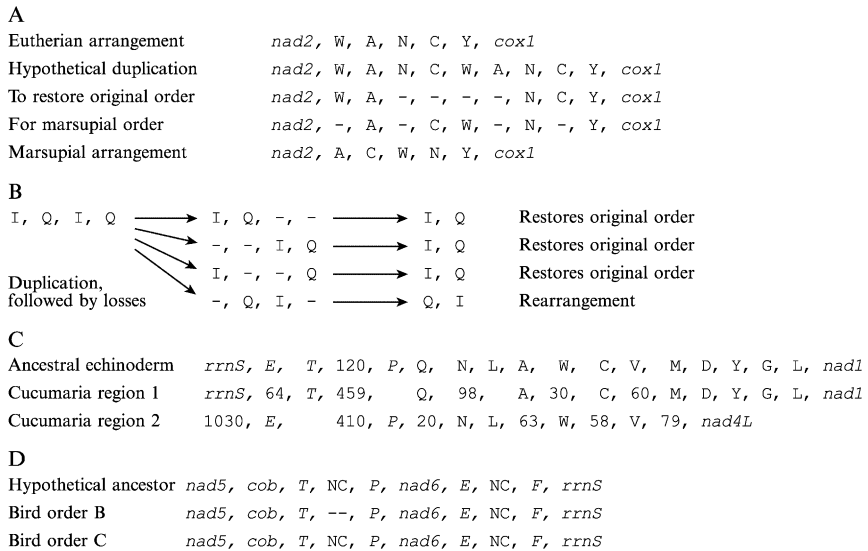 A
Eutherian arrangement nad2, W, A, N, C, Y, cox1
Hypothetical duplication nad2, W, A, N, C, W, A, N, C, Y, cox1
To restore original order nad2, W, A, -, -, -, -, N, C, Y, cox1
For marsupial order nad2, -, A, -, C, W, -, N, -, Y, cox1
Marsupial arrangement nad2, A, C, W, N, Y, cox1
B
I, Q, I, Q I, Q, -, - I, Q Restores original order
-, -, I, Q I, Q Restores original order
I, -, -, Q I, Q Restores original order
Duplication,
followed by losses -, Q, I, - Q, I Rearrangement
C
Ancestral echinoderm rrnS, E, T, 120, P, Q, N, L, A, W, C, V, M, D, Y, G, L, nad1
Cucumaria region 1 rrnS, 64, T, 459, Q, 98, A, 30, C, 60, M, D, Y, G, L, nad1
Cucumaria region 2 1030, E, 410, P, 20, N, L, 63, W, 58, V, 79, nad4L
D
Hypothetical ancestor nad5, cob, T, NC, P, nad6, E, NC, F, rrnS
Bird order B nad5, cob, T, --, P, nad6, E, NC, F, rrnS
Bird order C nad5, cob, T, NC, P, nad6, E, NC, F, rrnS